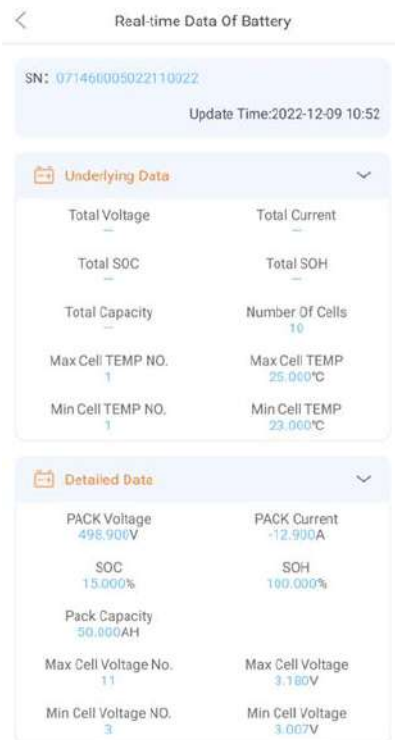 Real-time Data Of Battery
SN: 071460005022110022
Update Time:2022-12-09 10:52
Underlying Data
Total Voltage Total Current
-- --
Total SOC Total SOH
-- --
Total Capacity Number Of Cells
-- 10
Max Cell TEMP NO. Max Cell TEMP
1 25.000℃
Min Cell TEMP NO. Min Cell TEMP
1 23.000℃
Detailed Data
PACK Voltage PACK Current
498.900V -12.900A
SOC SOH
15.000% 100.000%
Pack Capacity
50.000AH
Max Cell Voltage No. Max Cell Voltage
11 3.180V
Min Cell Voltage NO. Min Cell Voltage
3 3.007V